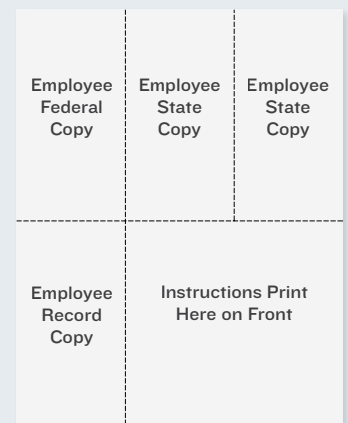 Employee
Federal
Copy
Employee
State
Copy
Employee
State
Copy
Employee
Record
Copy
Instructions Print
Here on Front